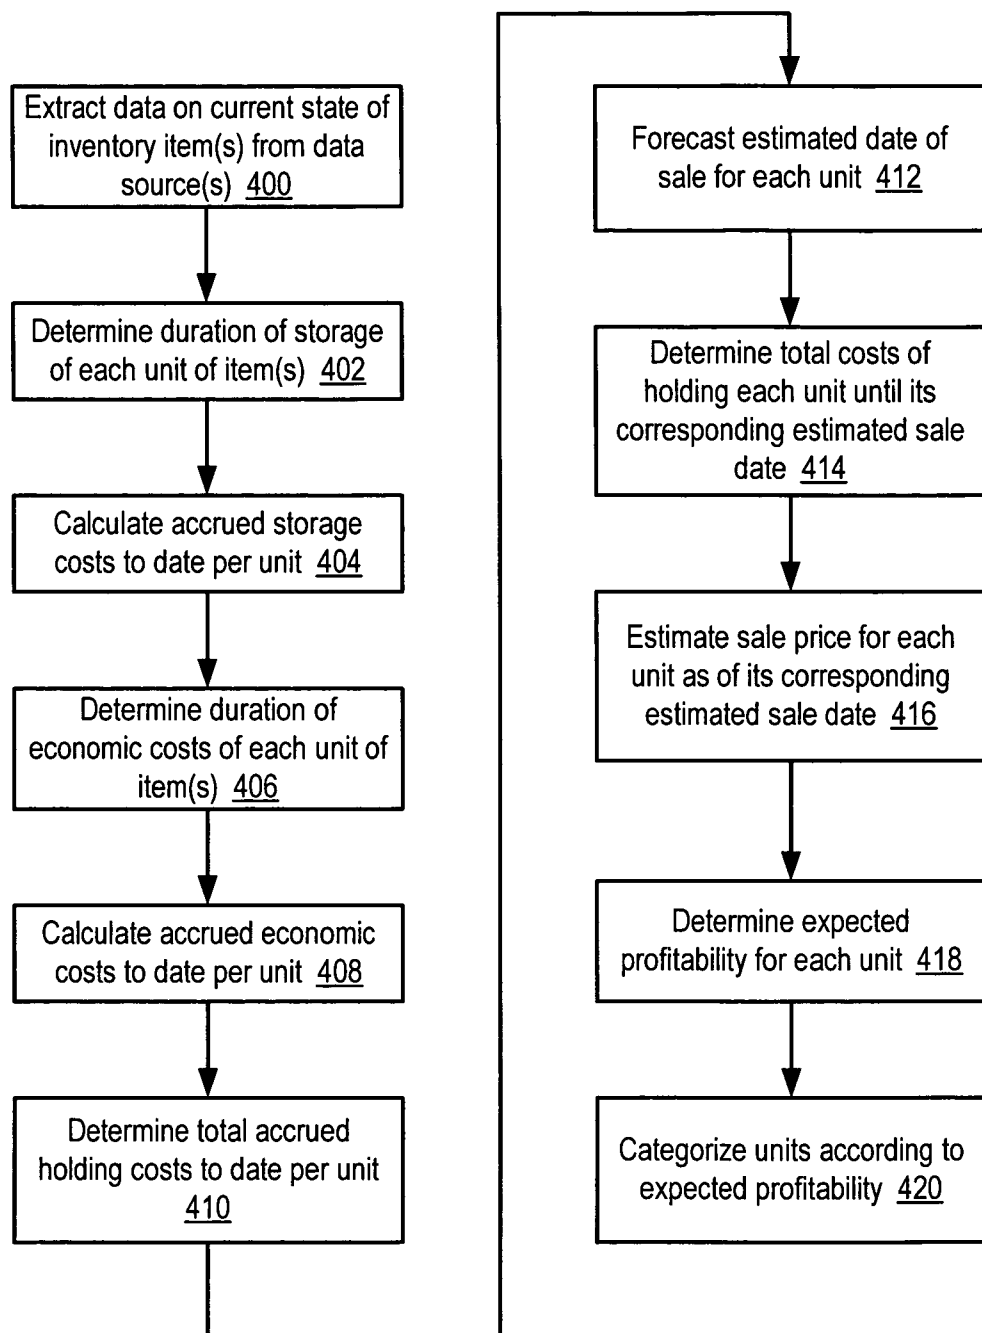 Extract data on current state of
inventory item(s) from data
source(s) 400
Determine duration of storage
of each unit of item(s) 402
Calculate accrued storage
costs to date per unit 404
Determine duration of
economic costs of each unit of
item(s) 406
Calculate accrued economic
costs to date per unit 408
Determine total accrued
holding costs to date per unit
410
Forecast estimated date of
sale for each unit 412
Determine total costs of
holding each unit until its
corresponding estimated sale
date 414
Estimate sale price for each
unit as of its corresponding
estimated sale date 416
Determine expected
profitability for each unit 418
Categorize units according to
expected profitability 420